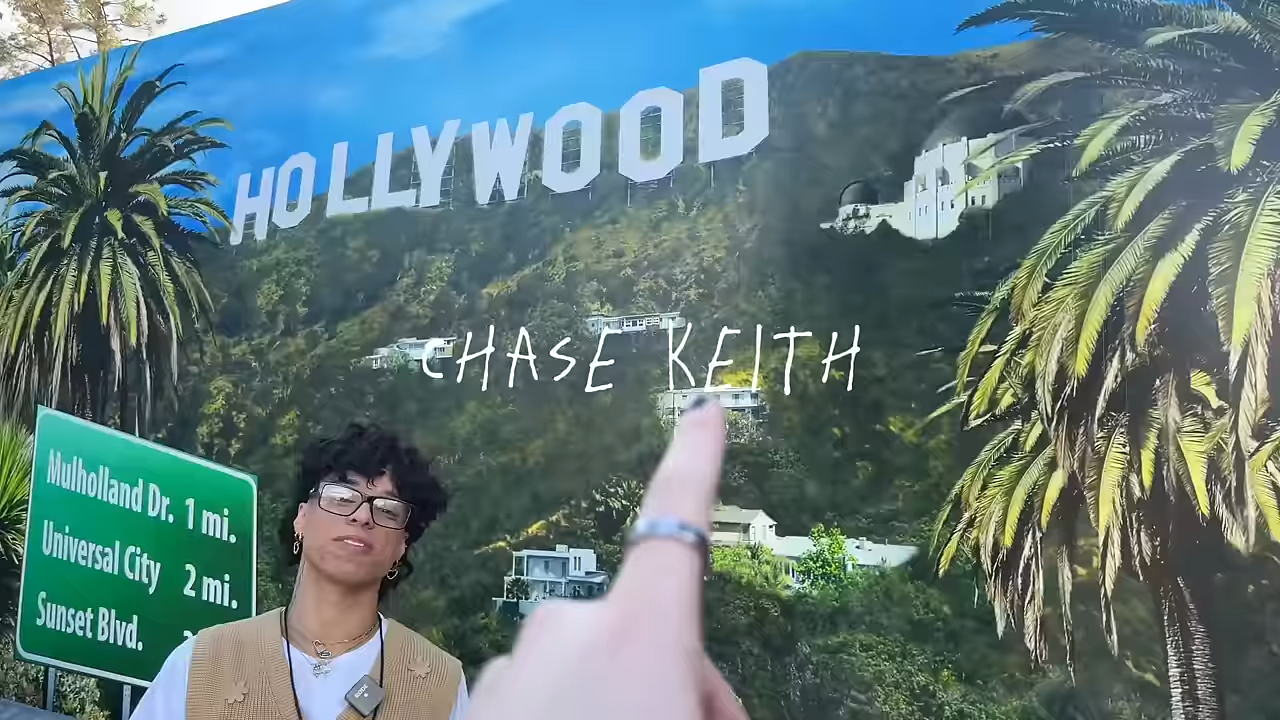 HOLLYWOOD
CHASE KEITH
Mulholland Dr. 1 mi.
Universal City 2 mi.
Sunset Blvd.